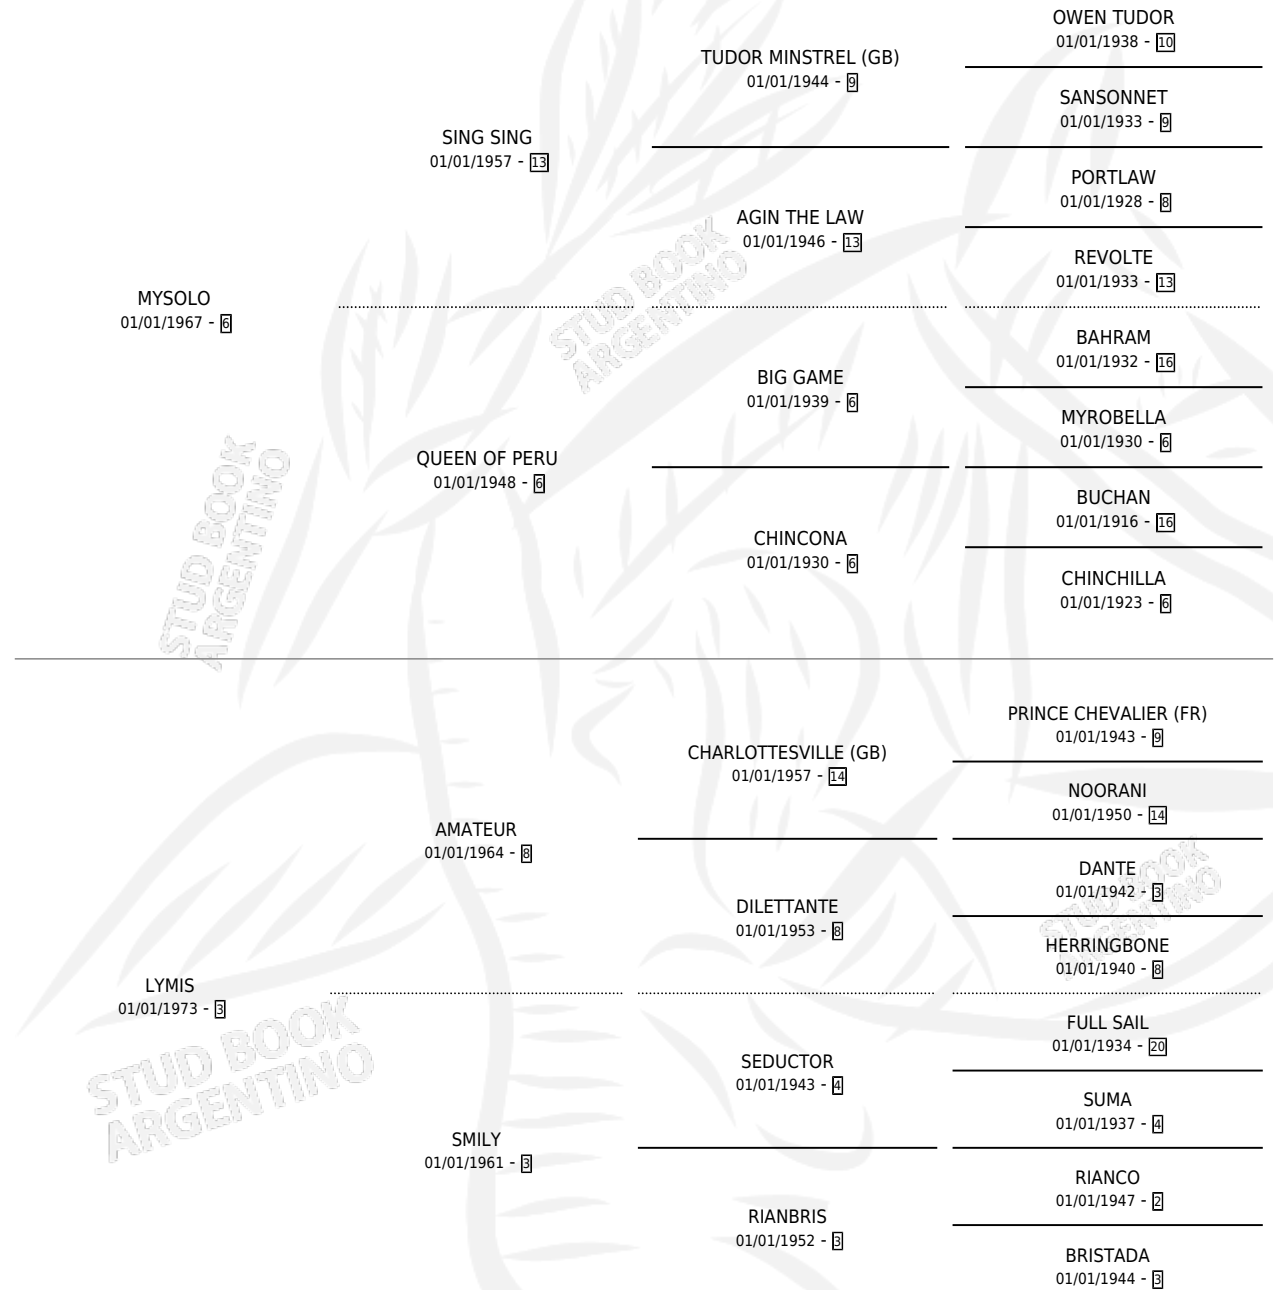 OWEN TUDOR
01/01/1938 - 10
TUDOR MINSTREL (GB)
01/01/1944 - 9
SANSONNET
01/01/1933 - 9
SING SING
01/01/1957 - 13
PORTLAW
01/01/1928 - 8
AGIN THE LAW
01/01/1946 - 13
REVOLTE
01/01/1933 - 13
MYSOLO
01/01/1967 - 6
STUD BOOK
ARGENTINO
BAHRAM
01/01/1932 - 16
BIG GAME
01/01/1939 - 6
MYROBELLA
01/01/1930 - 6
QUEEN OF PERU
01/01/1948 - 6
BUCHAN
01/01/1916 - 16
CHINCONA
01/01/1930 - 6
CHINCHILLA
01/01/1923 - 6
STUD BOOK
ARGENTINO
PRINCE CHEVALIER (FR)
01/01/1943 - 9
CHARLOTTESVILLE (GB)
01/01/1957 - 14
NOORANI
01/01/1950 - 14
AMATEUR
01/01/1964 - 8
DANTE
01/01/1942 - 3
DILETTANTE
01/01/1953 - 8
STUD BOOK
ARGENTINO
HERRINGBONE
01/01/1940 - 8
LYMIS
01/01/1973 - 3
FULL SAIL
01/01/1934 - 20
SEDUCTOR
01/01/1943 - 4
STUD BOOK
ARGENTINO
SUMA
01/01/1937 - 4
SMILY
01/01/1961 - 3
RIANCO
01/01/1947 - 2
RIANBRIS
01/01/1952 - 3
BRISTADA
01/01/1944 - 3